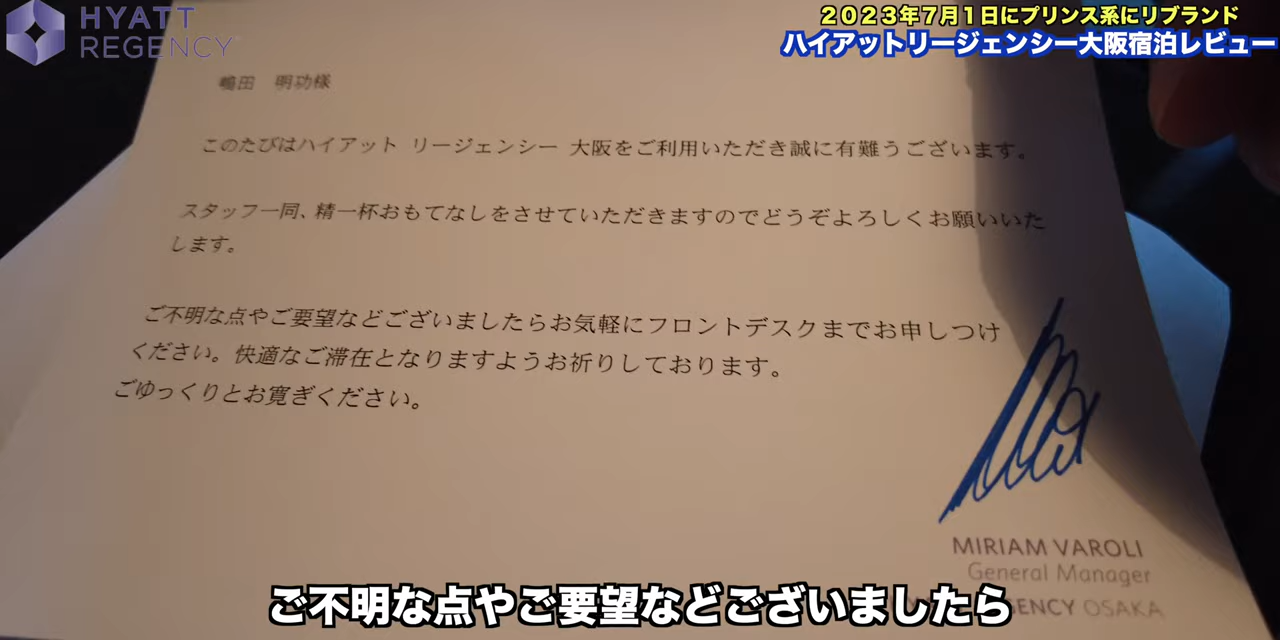 HYATT
REGENCY
2023年7月1日にプリンス系にリブランド
ハイアットリージェンシー大阪宿泊レビュー
嶋田 明功様
このたびはハイアット リージェンシー 大阪をご利用いただき誠に有難うございます。
スタッフ一同、精一杯おもてなしをさせていただきますのでどうぞよろしくお願いいた
します。
ご不明な点やご要望などございましたらお気軽にフロントデスクまでお申しつけ
ください。快適なご滞在となりますようお祈りしております。
ごゆっくりとお寛ぎください。
MIRIAM VAROLI
General Manager
REGENCY OSAKA
ご不明な点やご要望などございましたら